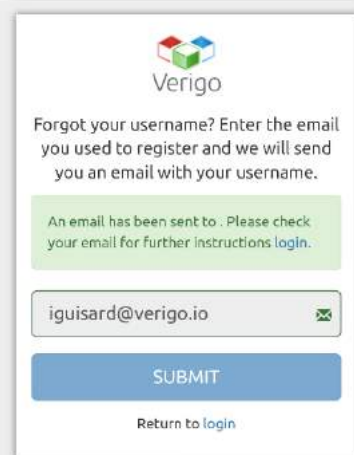 Verigo
Forgot your username? Enter the email
you used to register and we will send
you an email with your username.
An email has been sent to . Please check
your email for further instructions login.
iguisard@verigo.io
SUBMIT
Return to login